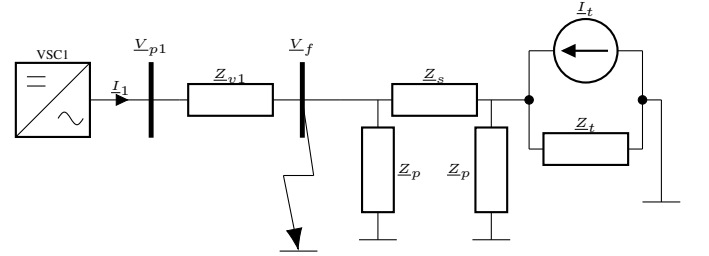 I_t
VSC1
V_p1
V_f
I_1
Z_v1
Z_s
Z_t
Z_p
Z_p